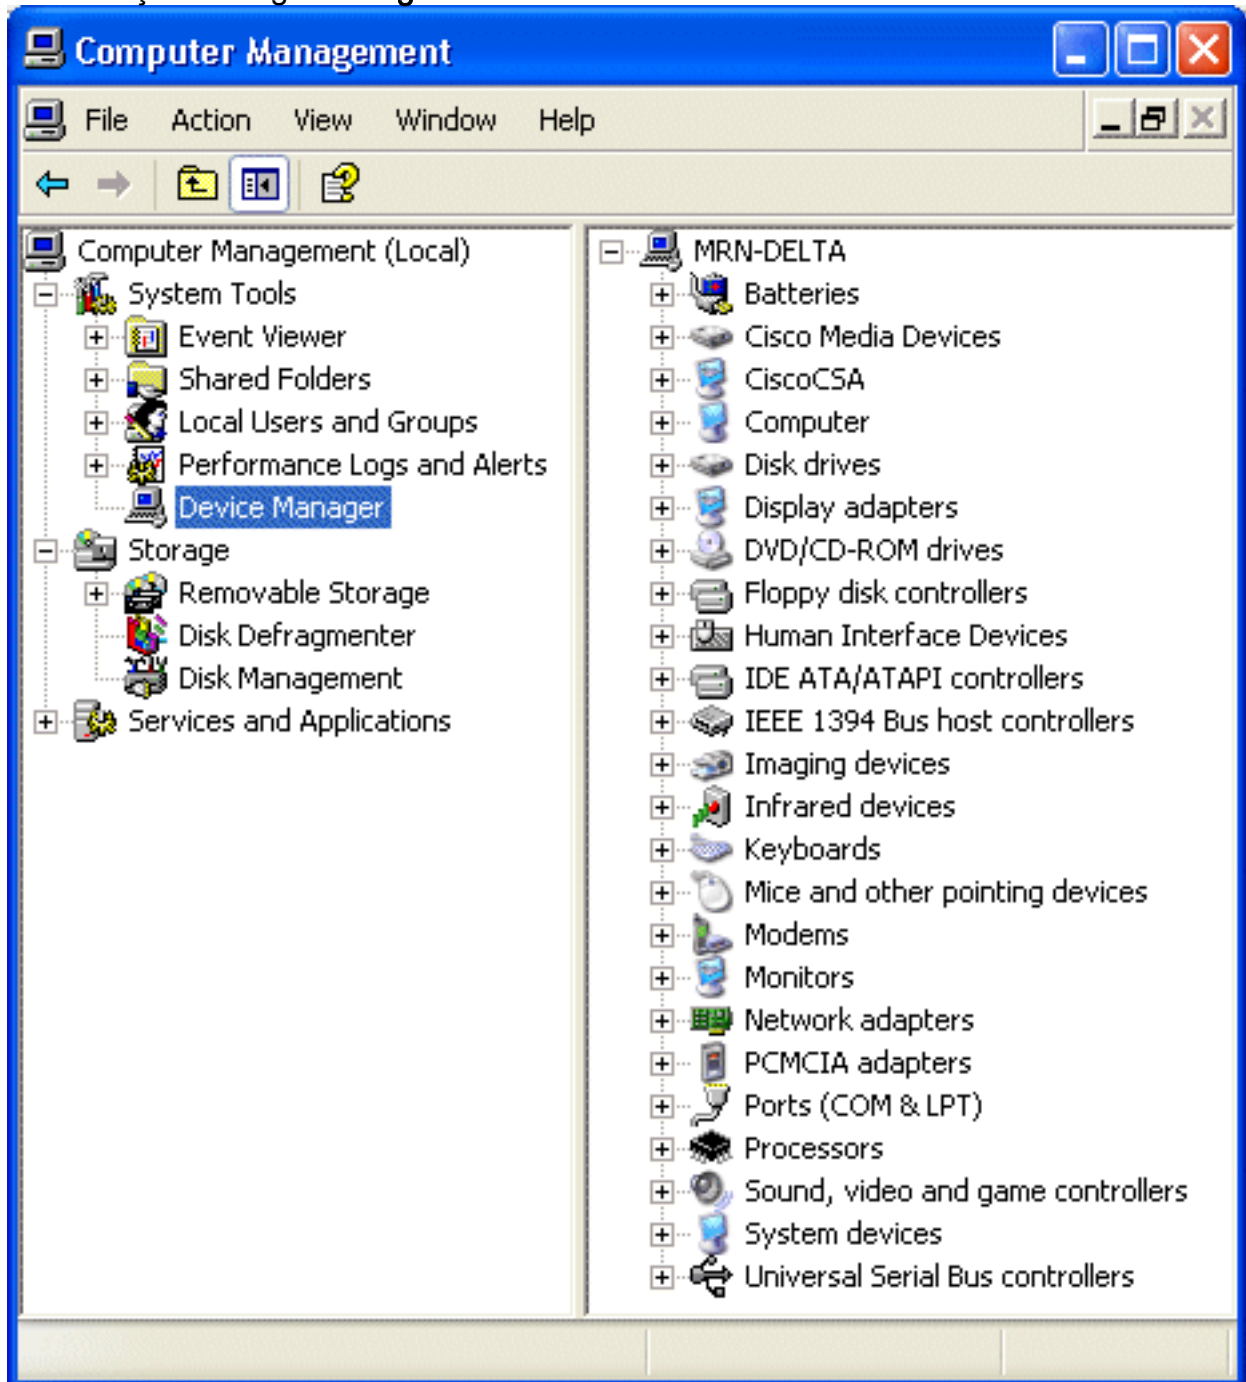 Computer Management
File Action View Window Help
Computer Management (Local)
System Tools
Event Viewer
Shared Folders
Local Users and Groups
Performance Logs and Alerts
Device Manager
Storage
Removable Storage
Disk Defragmenter
Disk Management
Services and Applications
MRN-DELTA
Batteries
Cisco Media Devices
CiscoCSA
Computer
Disk drives
Display adapters
DVD/CD-ROM drives
Floppy disk controllers
Human Interface Devices
IDE ATA/ATAPI controllers
IEEE 1394 Bus host controllers
Imaging devices
Infrared devices
Keyboards
Mice and other pointing devices
Modems
Monitors
Network adapters
PCMCIA adapters
Ports (COM & LPT)
Processors
Sound, video and game controllers
System devices
Universal Serial Bus controllers